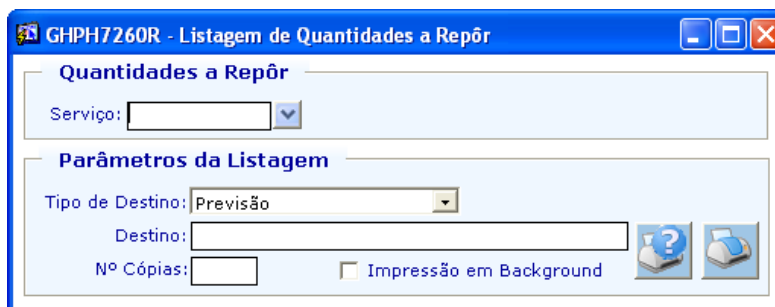 GHPH7260R - Listagem de Quantidades a Repôr
Quantidades a Repôr
Serviço:
Parâmetros da Listagem
Tipo de Destino: Previsão
Destino:
Nº Cópias: Impressão em Background